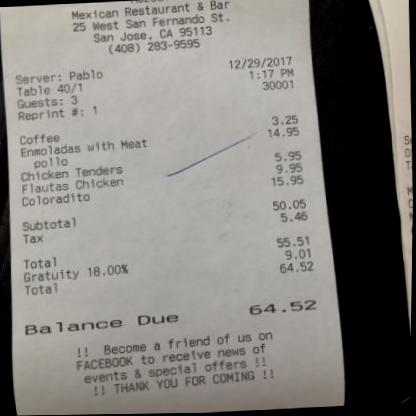 Mexican Restaurant & Bar
25 West San Fernando St.
San Jose, CA 95113
(408) 283-9595
Server: Pablo 12/29/2017
Table 40/1 1:17 PM
Guests: 3 30001
Reprint #: 1
Coffee 3.25
Enmoladas with Meat 14.95
pollo
Chicken Tenders 5.95
Flautas Chicken 9.95
Coloradito 15.95
Subtotal 50.05
Tax 5.46
Total 55.51
Gratuity 18.00% 9.01
Total 64.52
Balance Due 64.52
!! Become a friend of us on
FACEBOOK to receive news of
events & special offers !!
!! THANK YOU FOR COMING !!